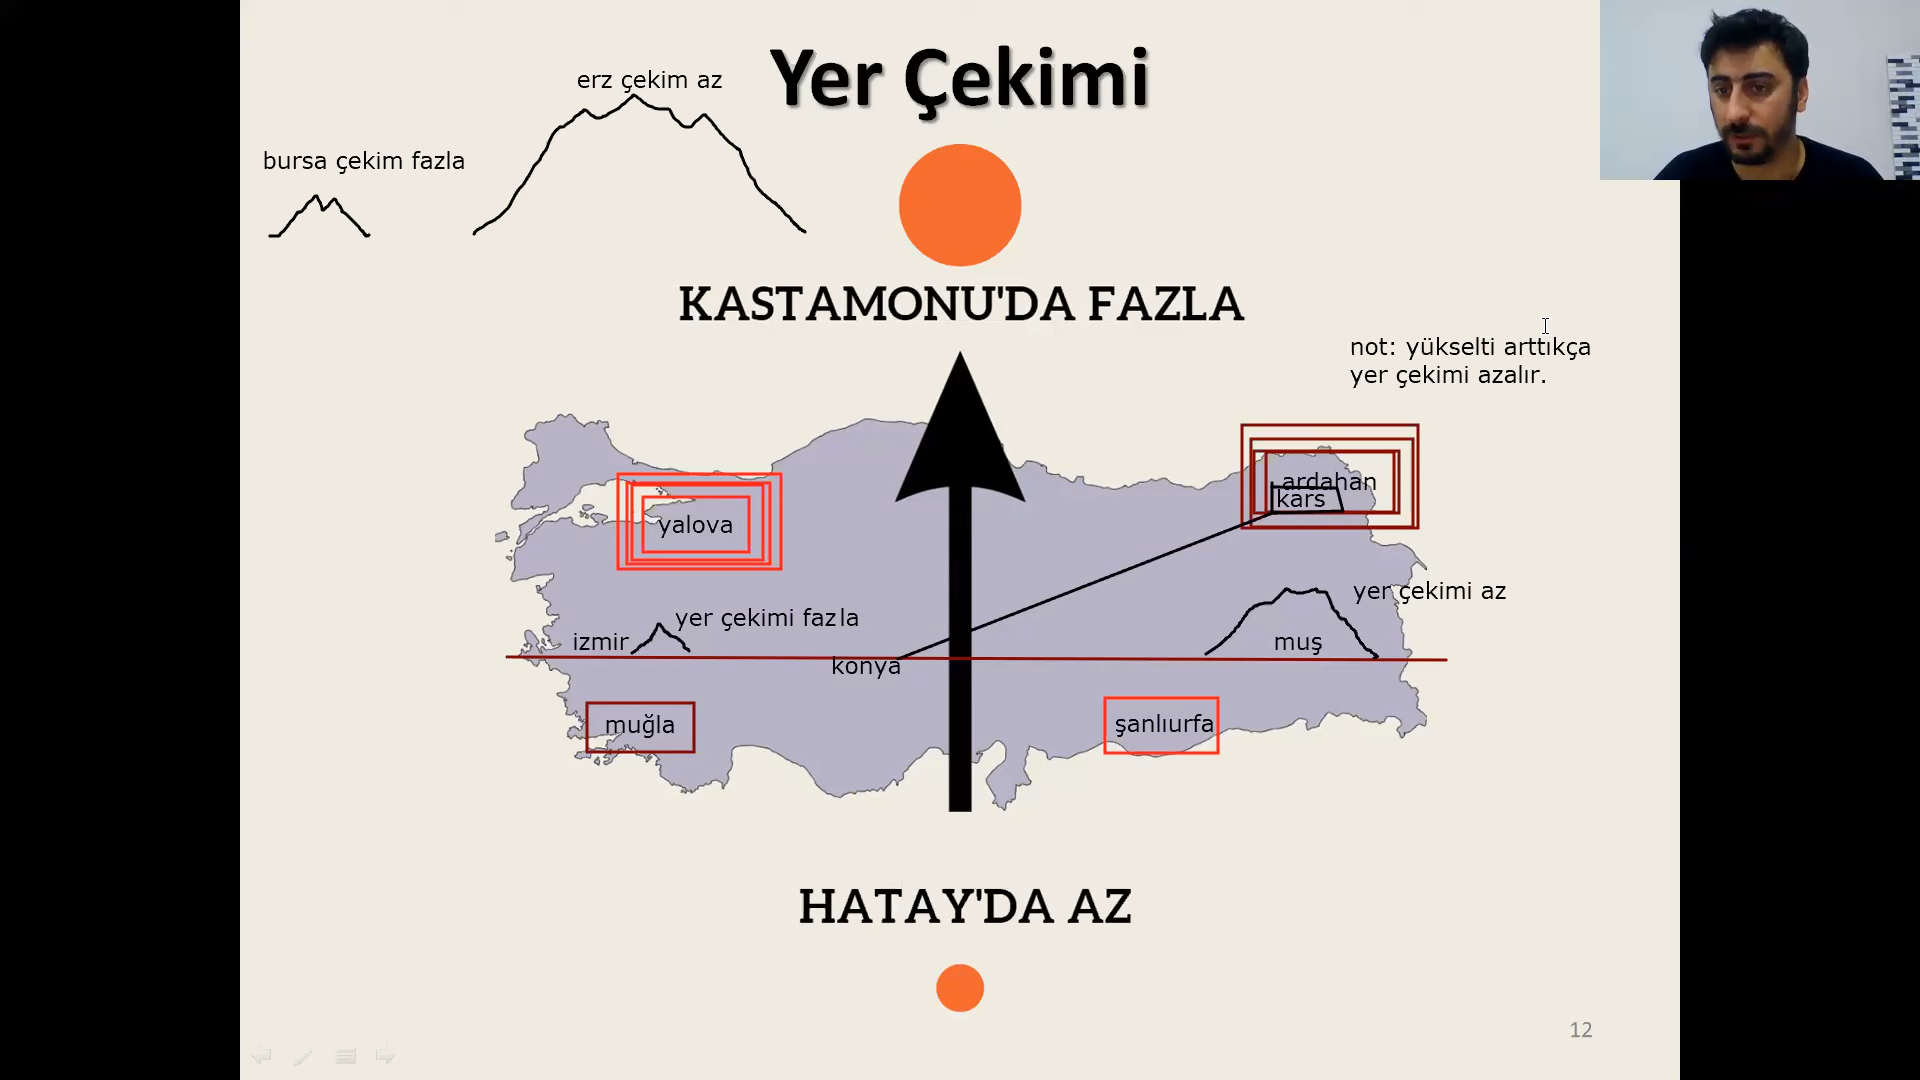 Yer Çekimi
erz çekim az
bursa çekim fazla
KASTAMONU'DA FAZLA
not: yükselti arttıkça
yer çekimi azalır.
ardahan
kars
yalova
yer çekimi az
yer çekimi fazla
izmir
muş
konya
muğla
şanlıurfa
HATAY'DA AZ
12